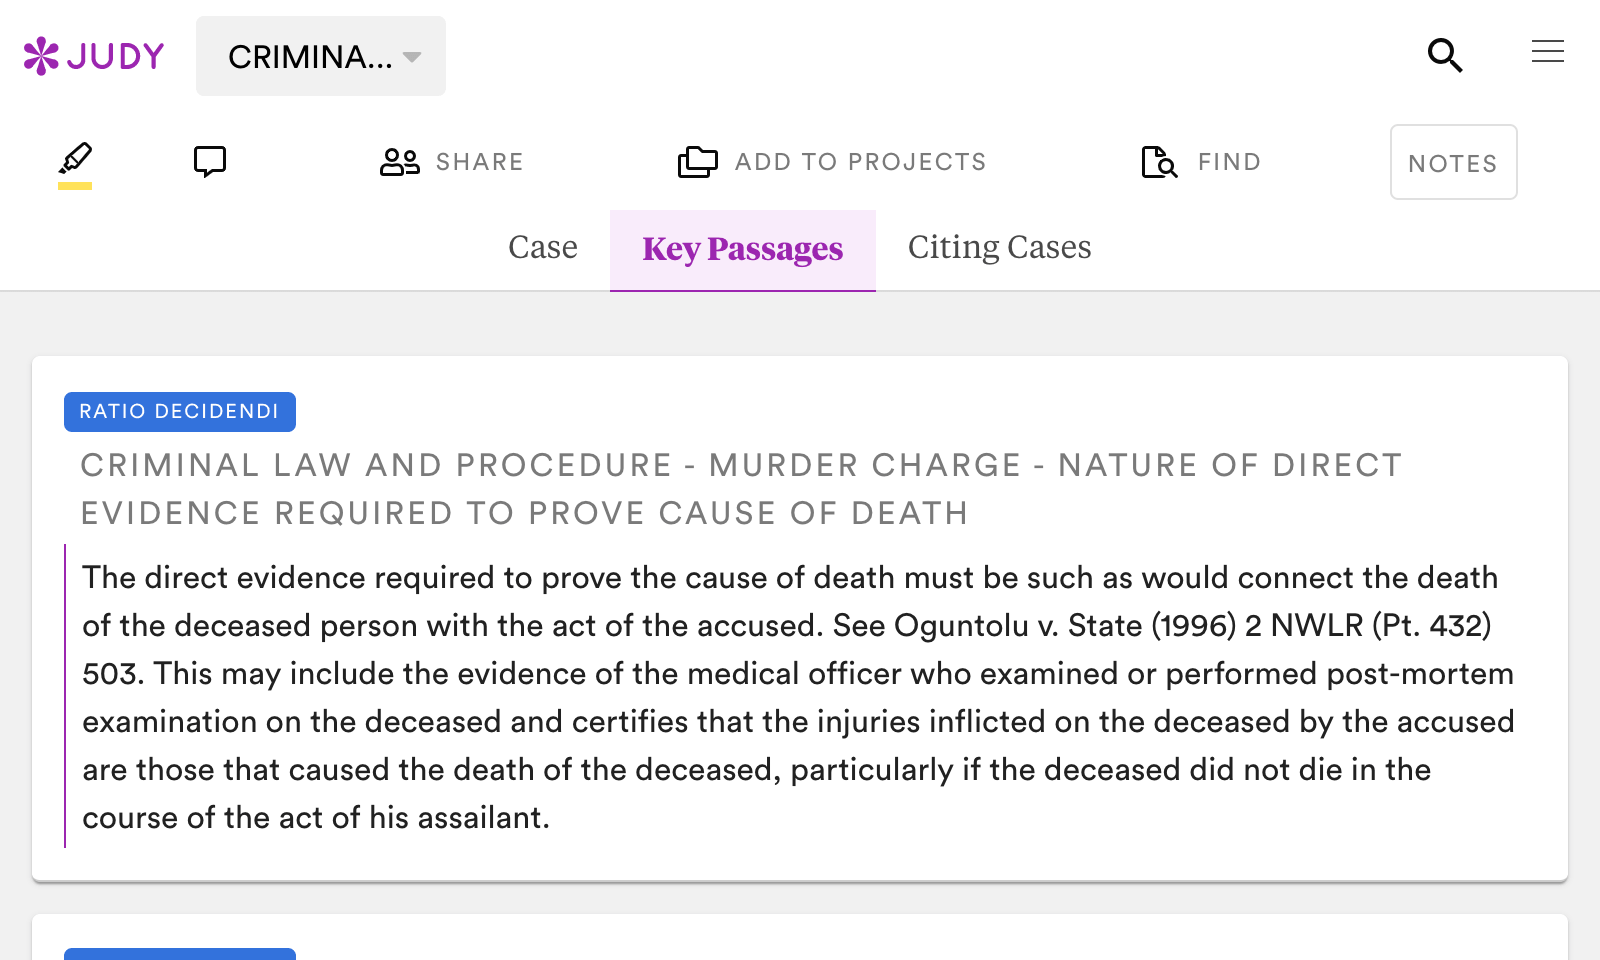 JUDY CRIMINA...
SHARE ADD TO PROJECTS FIND NOTES
Case Key Passages Citing Cases
RATIO DECIDENDI
CRIMINAL LAW AND PROCEDURE - MURDER CHARGE - NATURE OF DIRECT
EVIDENCE REQUIRED TO PROVE CAUSE OF DEATH
The direct evidence required to prove the cause of death must be such as would connect the death
of the deceased person with the act of the accused. See Oguntolu v. State (1996) 2 NWLR (Pt. 432)
503. This may include the evidence of the medical officer who examined or performed post-mortem
examination on the deceased and certifies that the injuries inflicted on the deceased by the accused
are those that caused the death of the deceased, particularly if the deceased did not die in the
course of the act of his assailant.